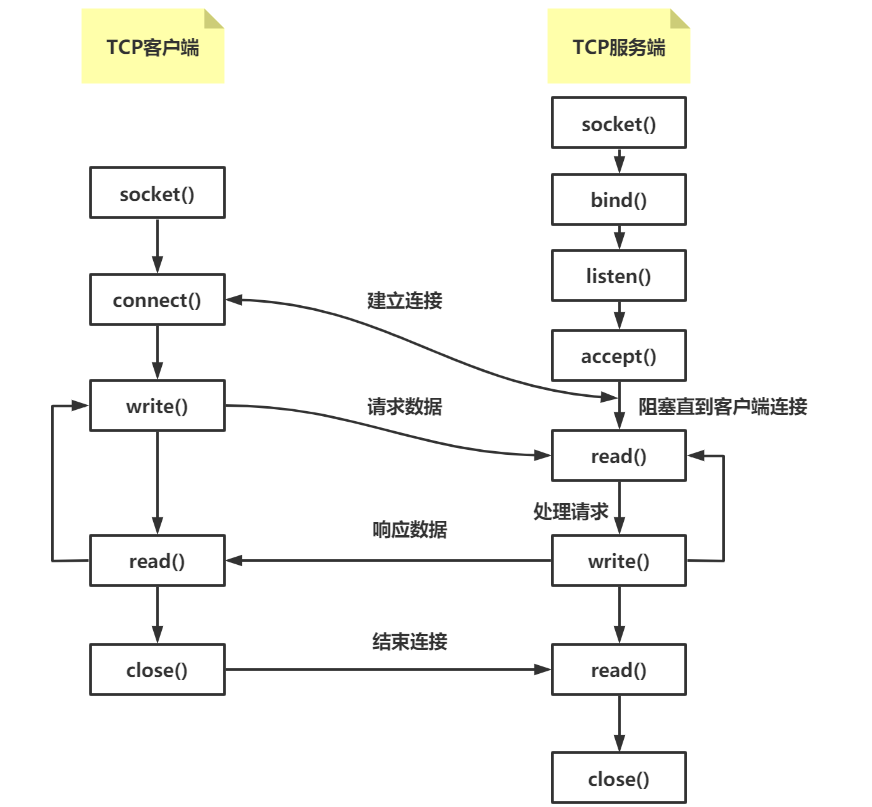 TCP客户端
TCP服务端
socket()
socket()
bind()
listen()
connect()
建立连接
accept()
write()
请求数据
阻塞直到客户端连接
read()
处理请求
响应数据
read()
write()
结束连接
close()
read()
close()